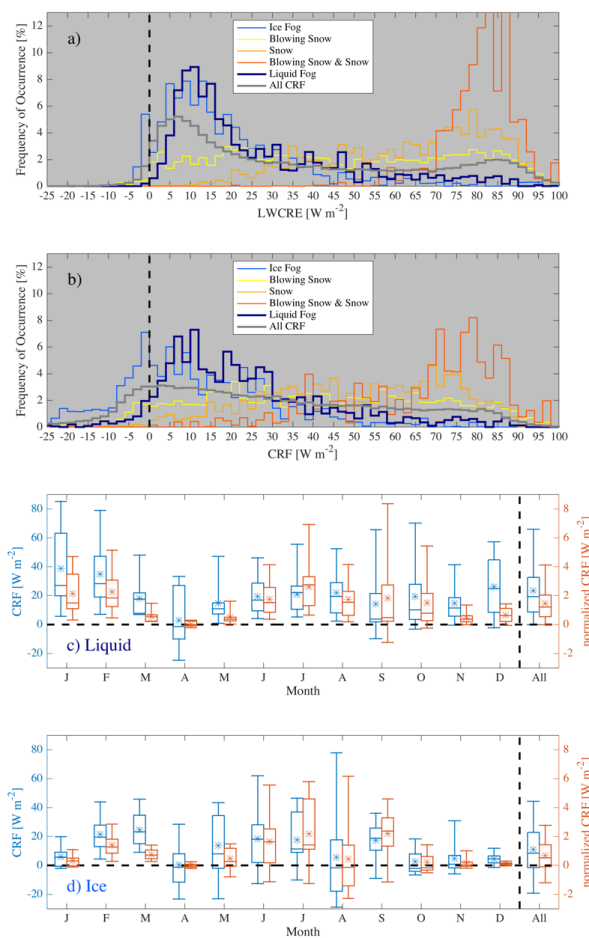 a)
Frequency of Occurrence [%]
12
10
8
6
4
2
0
Ice Fog
Blowing Snow
Snow
Blowing Snow & Snow
Liquid Fog
All CRF
-25 -20 -15 -10 -5 0 5 10 15 20 25 30 35 40 45 50 55 60 65 70 75 80 85 90 95 100
LWCRE [W m-2]
b)
Frequency of Occurrence [%]
12
10
8
6
4
2
0
Ice Fog
Blowing Snow
Snow
Blowing Snow & Snow
Liquid Fog
All CRF
-25 -20 -15 -10 -5 0 5 10 15 20 25 30 35 40 45 50 55 60 65 70 75 80 85 90 95 100
CRF [W m-2]
CRF [W m-2]
80
60
40
20
0
-20
c) Liquid
8
6
4
2
0
-2
normalized CRF [W m-2]
J F M A M J J A S O N D All
Month
CRF [W m-2]
80
60
40
20
0
-20
d) Ice
8
6
4
2
0
-2
normalized CRF [W m-2]
J F M A M J J A S O N D All
Month